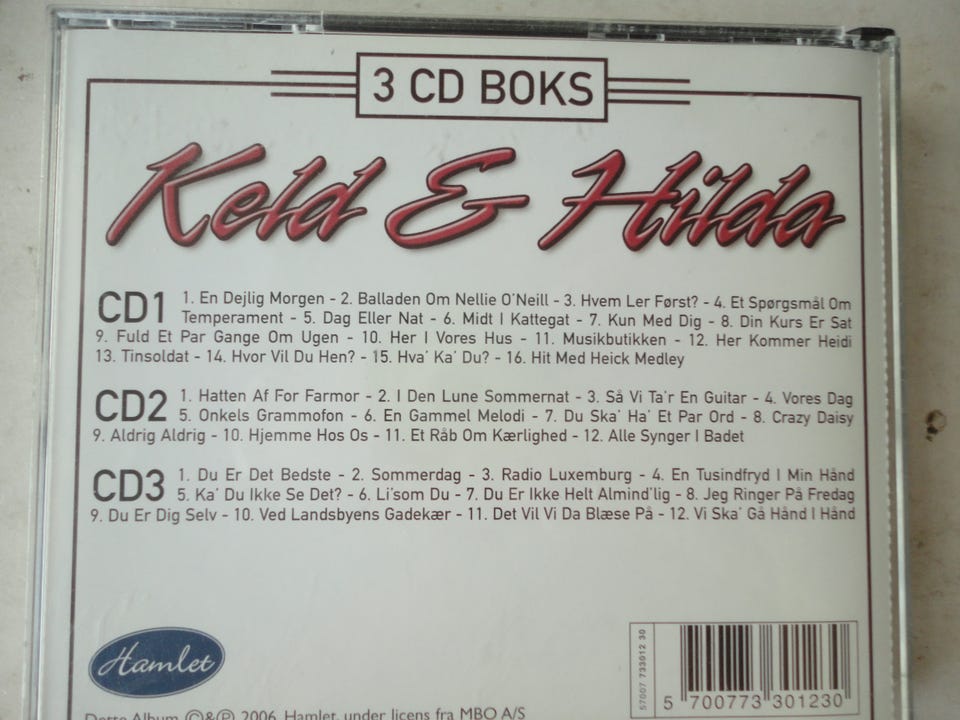 3 CD BOKS
Keld & Hilda
CD1 1. En Dejlig Morgen - 2. Balladen Om Nellie O'Neill - 3. Hvem Ler Først? - 4. Et Spørgsmål Om
Temperament - 5. Dag Eller Nat - 6. Midt I Kattegat - 7. Kun Med Dig - 8. Din Kurs Er Sat
9. Fuld Et Par Gange Om Ugen - 10. Her I Vores Hus - 11. Musikbutikken - 12. Her Kommer Heidi
13. Tinsoldat - 14. Hvor Vil Du Hen? - 15. Hva' Ka' Du? - 16. Hit Med Heick Medley
CD2 1. Hatten Af For Farmor - 2. I Den Lune Sommernat - 3. Så Vi Ta'r En Guitar - 4. Vores Dag
5. Onkels Grammofon - 6. En Gammel Melodi - 7. Du Ska' Ha' Et Par Ord - 8. Crazy Daisy
9. Aldrig Aldrig - 10. Hjemme Hos Os - 11. Et Råb Om Kærlighed - 12. Alle Synger I Badet
CD3 1. Du Er Det Bedste - 2. Sommerdag - 3. Radio Luxemburg - 4. En Tusindfryd I Min Hånd
5. Ka' Du Ikke Se Det? - 6. Li'som Du - 7. Du Er Ikke Helt Almind'lig - 8. Jeg Ringer På Fredag
9. Du Er Dig Selv - 10. Ved Landsbyens Gadekær - 11. Det Vil Vi Da Blæse På - 12. Vi Ska' Gå Hånd I Hånd
Hamlet
57007 733012 30
5 700773 301230
Dette Album ©&℗ 2006 Hamlet, under licens fra MBO A/S